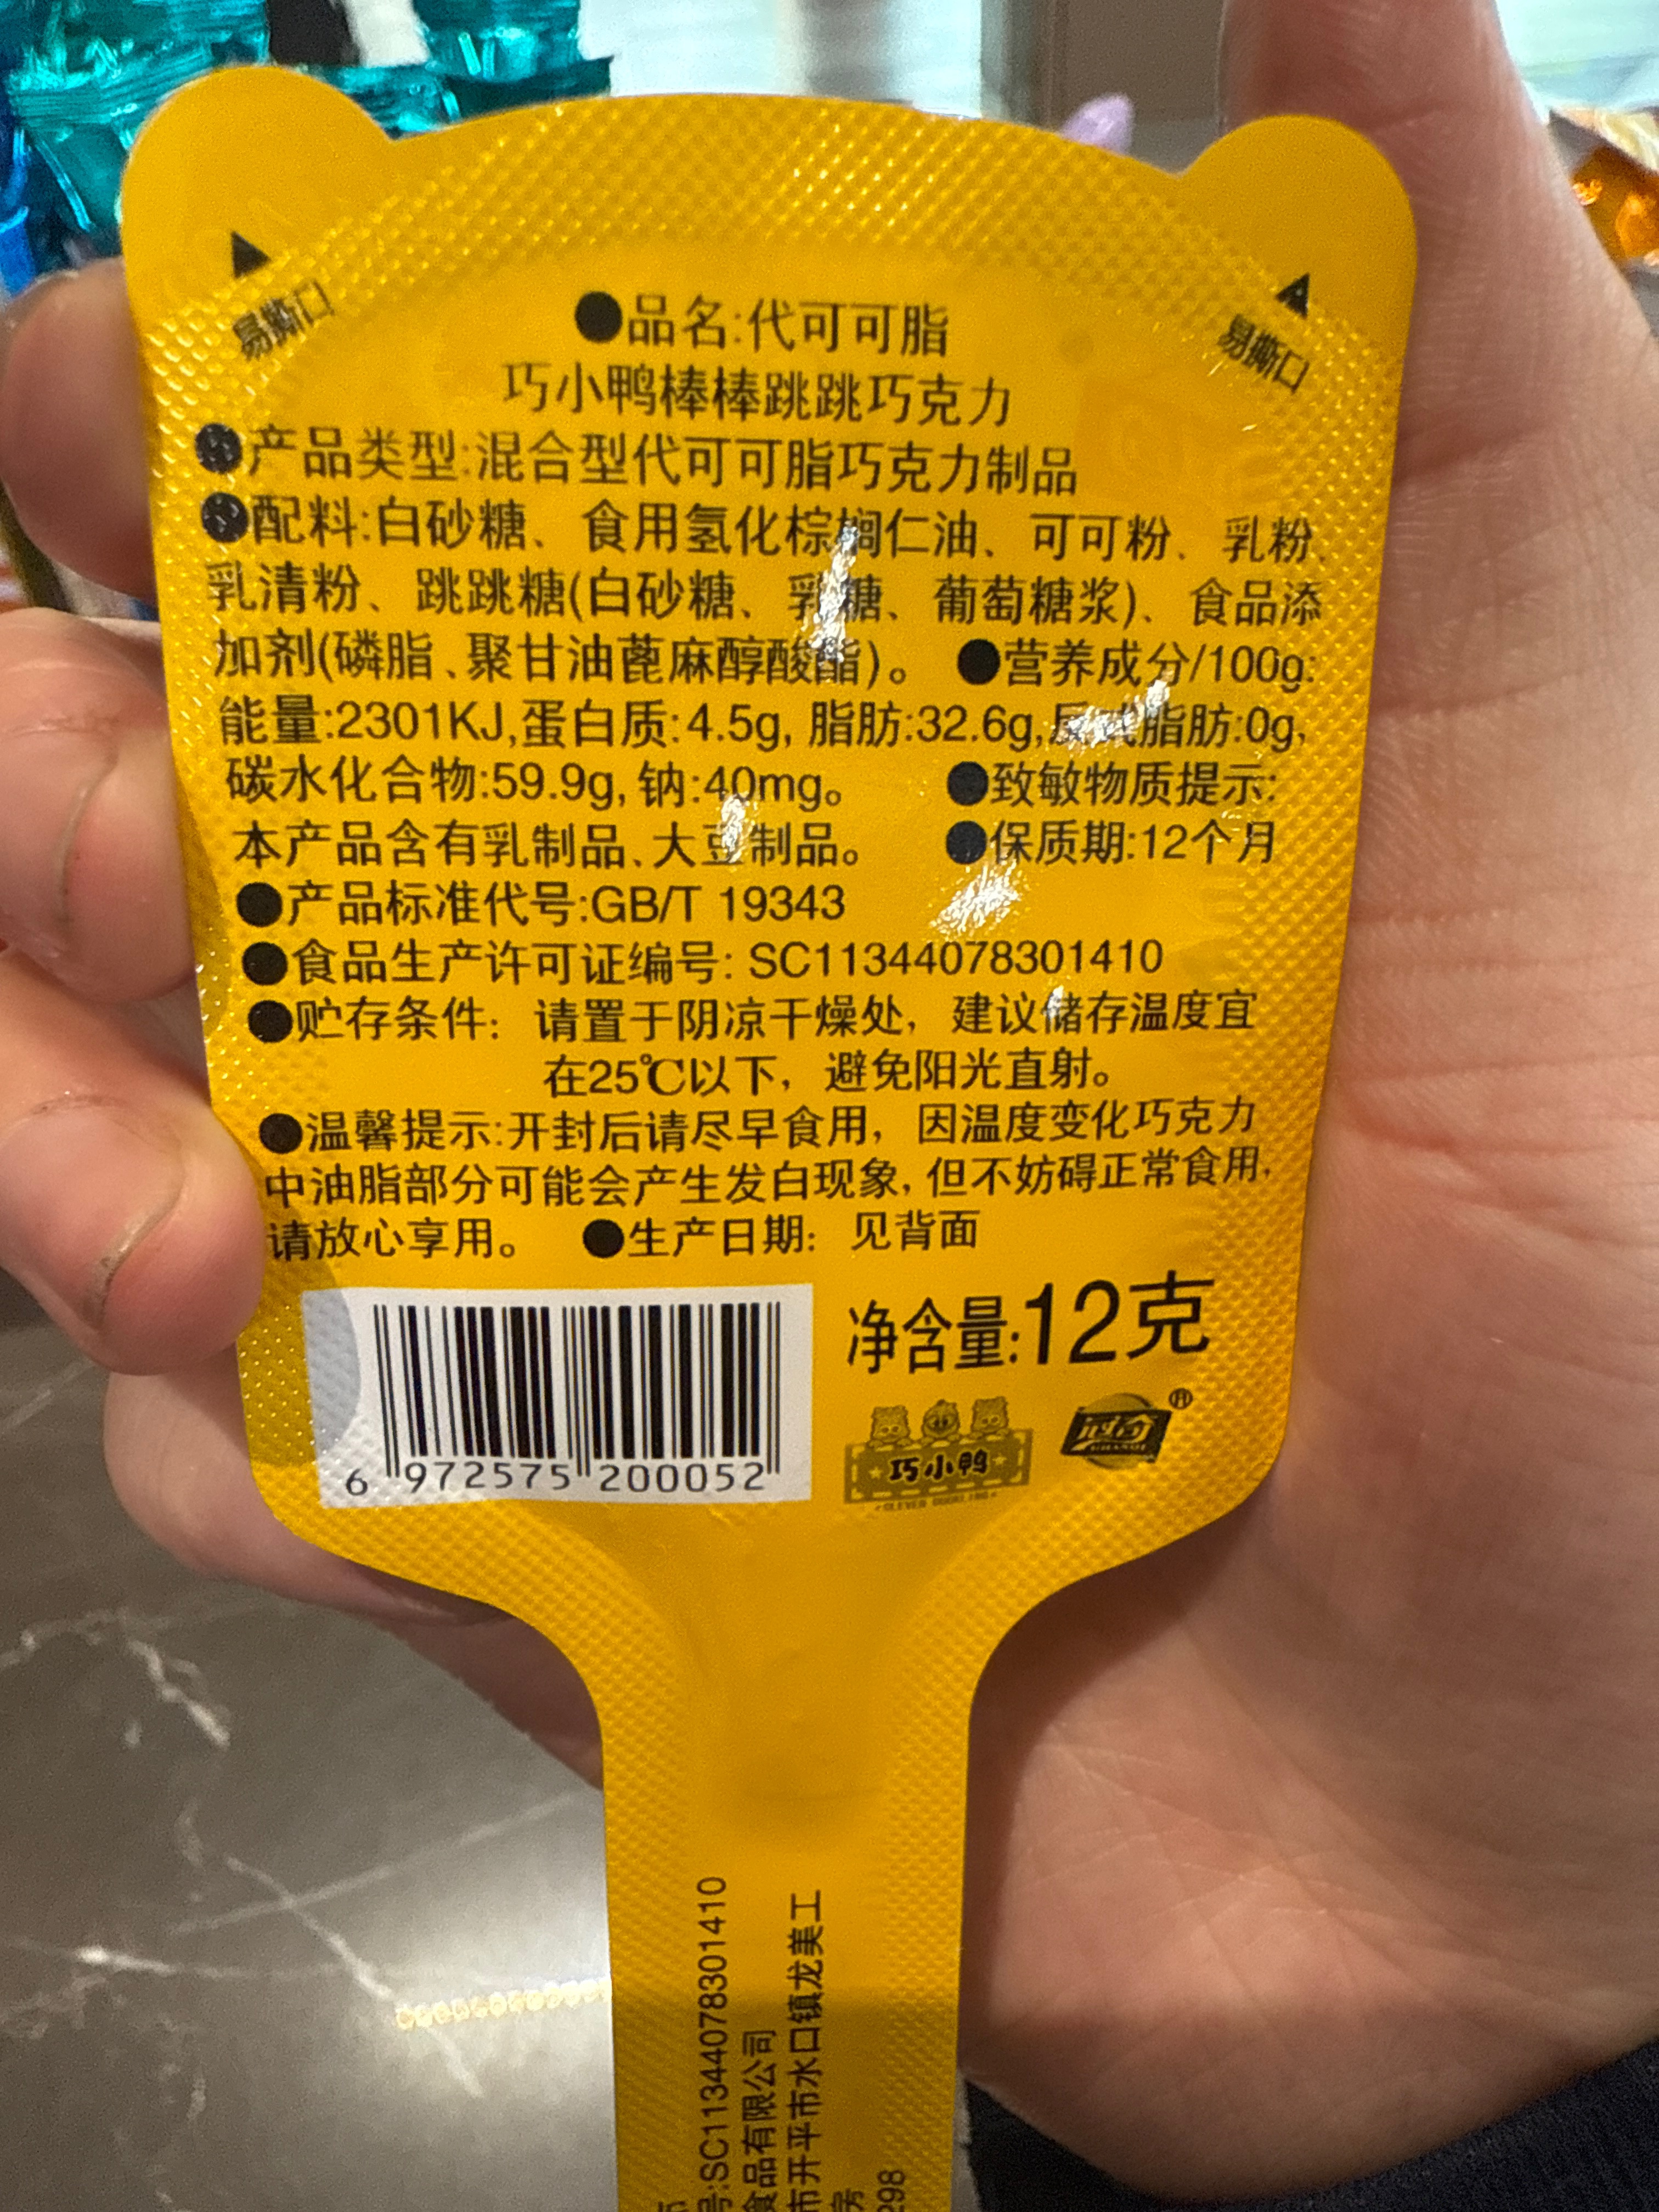 易撕口
易撕口
●品名:代可可脂
巧小鸭棒棒跳跳巧克力
●产品类型:混合型代可可脂巧克力制品
●配料:白砂糖、食用氢化棕榈仁油、可可粉、乳粉、
乳清粉、跳跳糖(白砂糖、乳糖、葡萄糖浆)、食品添
加剂(磷脂、聚甘油蓖麻醇酸酯)。 ●营养成分/100g:
能量:2301KJ,蛋白质:4.5g, 脂肪:32.6g,反式脂肪:0g,
碳水化合物:59.9g, 钠:40mg。 ●致敏物质提示:
本产品含有乳制品、大豆制品。 ●保质期:12个月
●产品标准代号:GB/T 19343
●食品生产许可证编号: SC11344078301410
●贮存条件: 请置于阴凉干燥处, 建议储存温度宜
在25℃以下, 避免阳光直射。
●温馨提示:开封后请尽早食用, 因温度变化巧克力
中油脂部分可能会产生发白现象, 但不妨碍正常食用,
请放心享用。 ●生产日期: 见背面
净含量:12克
6 972575 200052
巧小鸭
CLEVER DUCKLING
®
号:SC11344078301410
食品有限公司
市开平市水口镇龙美工
298